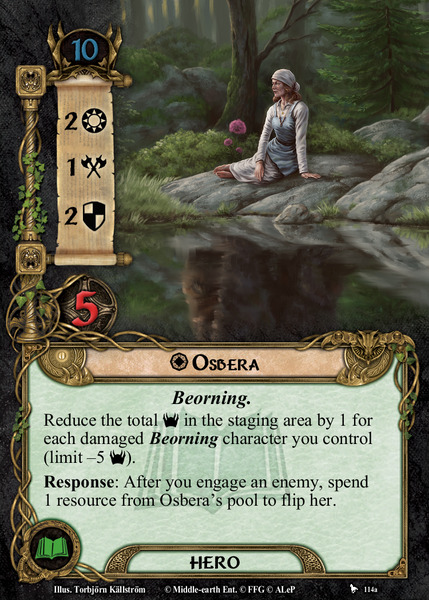 10
2
1
2
5
Osbera
Beorning.
Reduce the total in the staging area by 1 for
each damaged Beorning character you control
(limit –5 ).
Response: After you engage an enemy, spend
1 resource from Osbera's pool to flip her.
HERO
Illus. Torbjörn Källström © Middle-earth Ent. © FFG © ALeP 114a